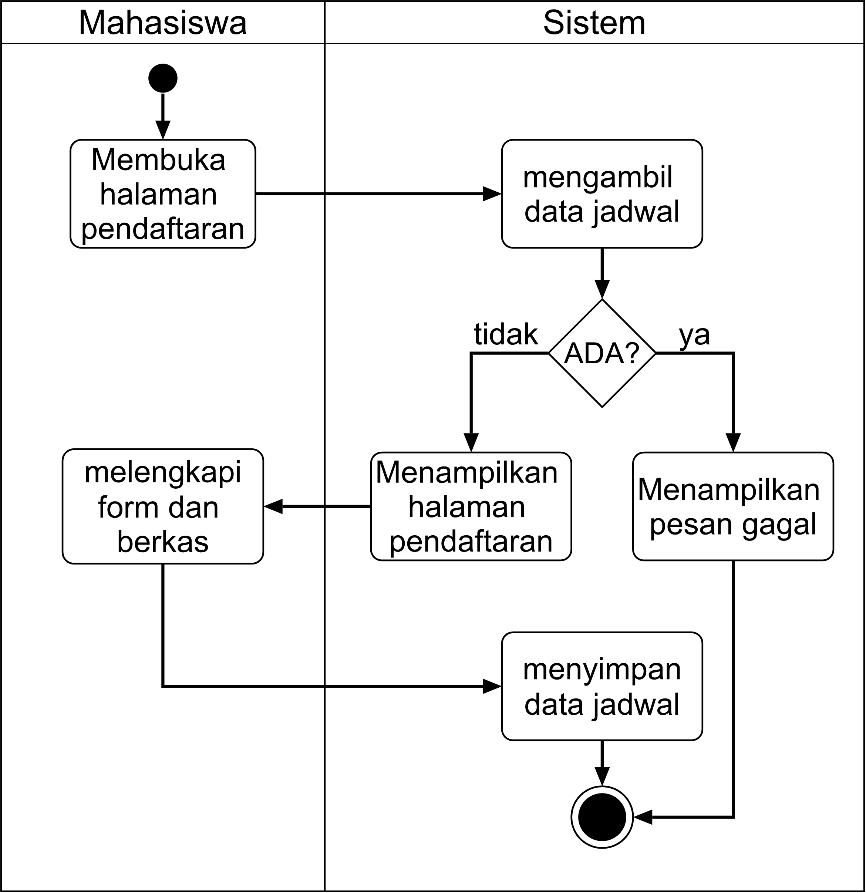 Mahasiswa
Sistem
Membuka
halaman
pendaftaran
mengambil
data jadwal
tidak
ADA?
ya
melengkapi
form dan
berkas
Menampilkan
halaman
pendaftaran
Menampilkan
pesan gagal
menyimpan
data jadwal